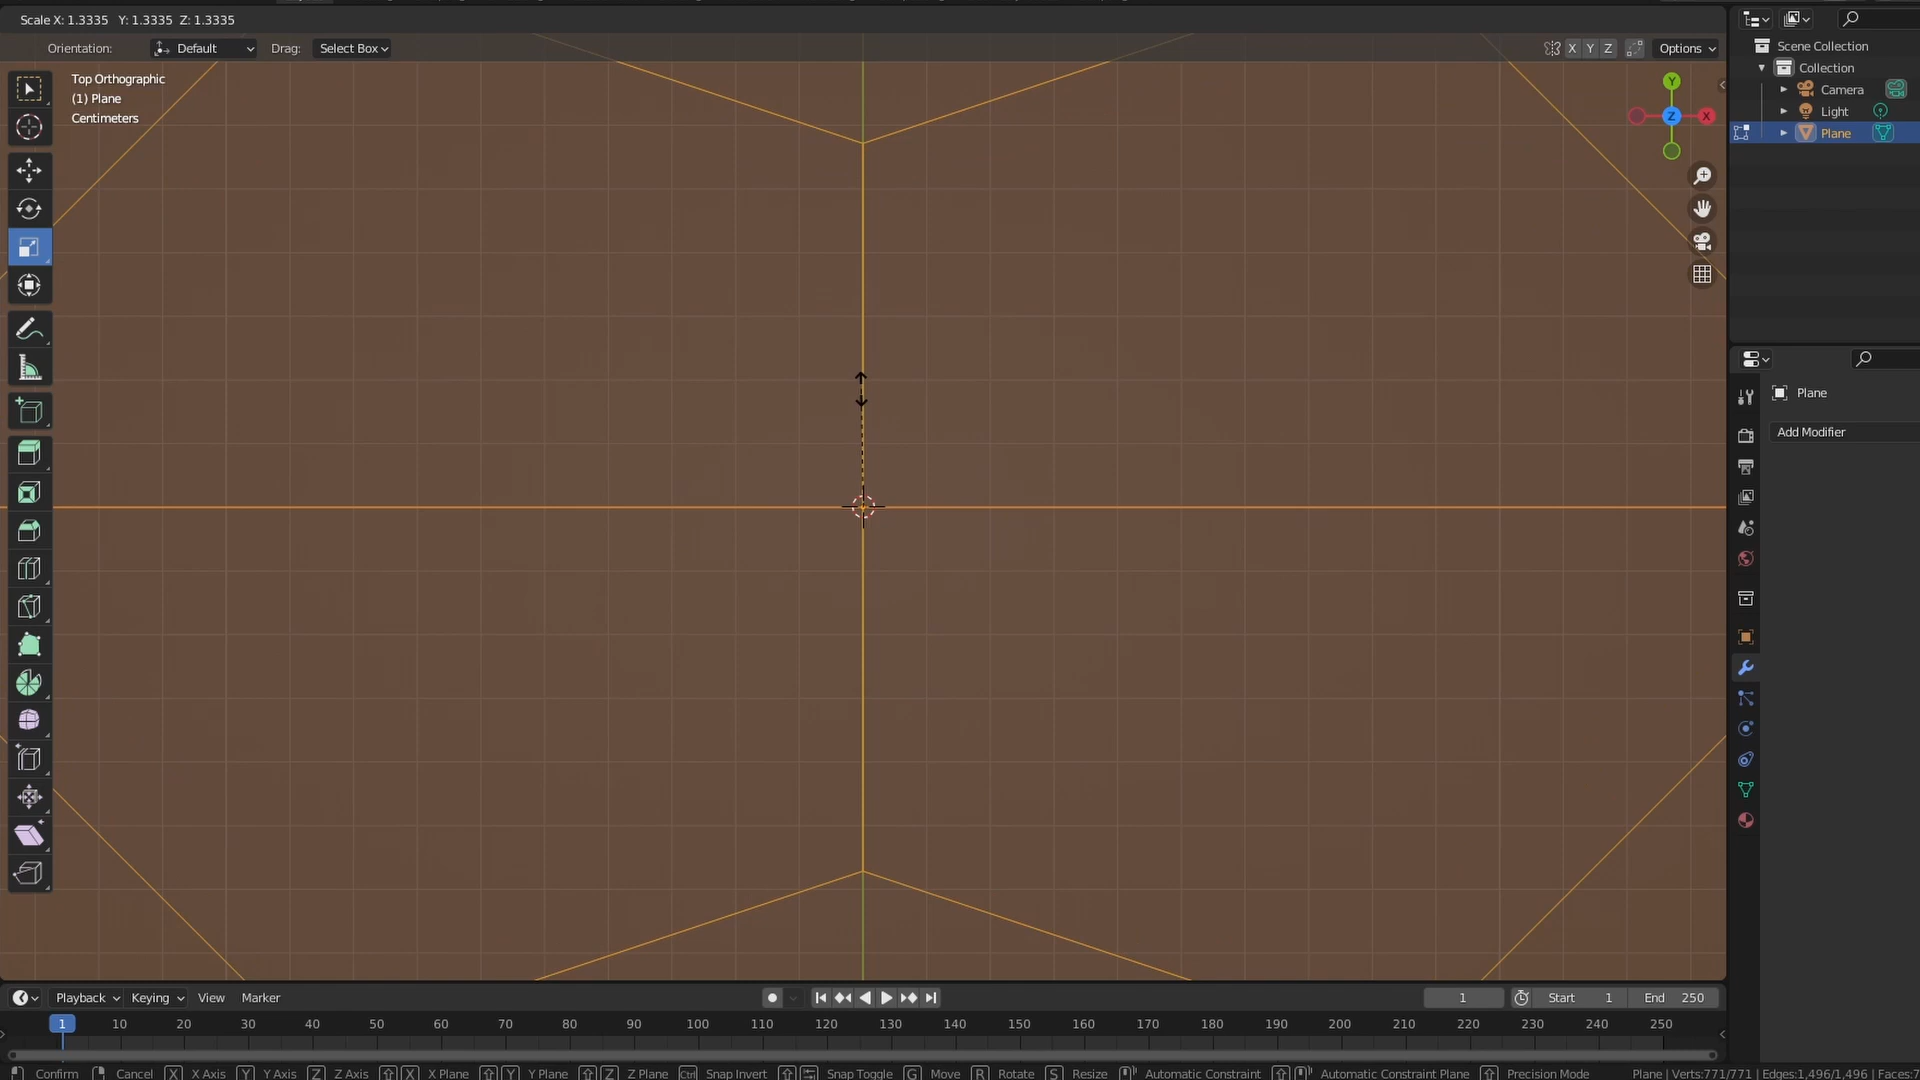 Scale X: 1.3335 Y: 1.3335 Z: 1.3335
Orientation: Default Drag: Select Box X Y Z Options
Top Orthographic
(1) Plane
Centimeters
Y
Z X
Scene Collection
Collection
Camera
Light
Plane
Plane
Add Modifier
Playback Keying View Marker 1 Start 1 End 250
1 10 20 30 40 50 60 70 80 90 100 110 120 130 140 150 160 170 180 190 200 210 220 230 240 250
Confirm Cancel X X Axis Y Y Axis Z Z Axis X X Plane Y Y Plane Z Z Plane Ctrl Snap Invert Snap Toggle G Move R Rotate S Resize Automatic Constraint Automatic Constraint Plane Precision Mode Plane | Verts:771/771 | Edges:1,496/1,496 | Faces:7